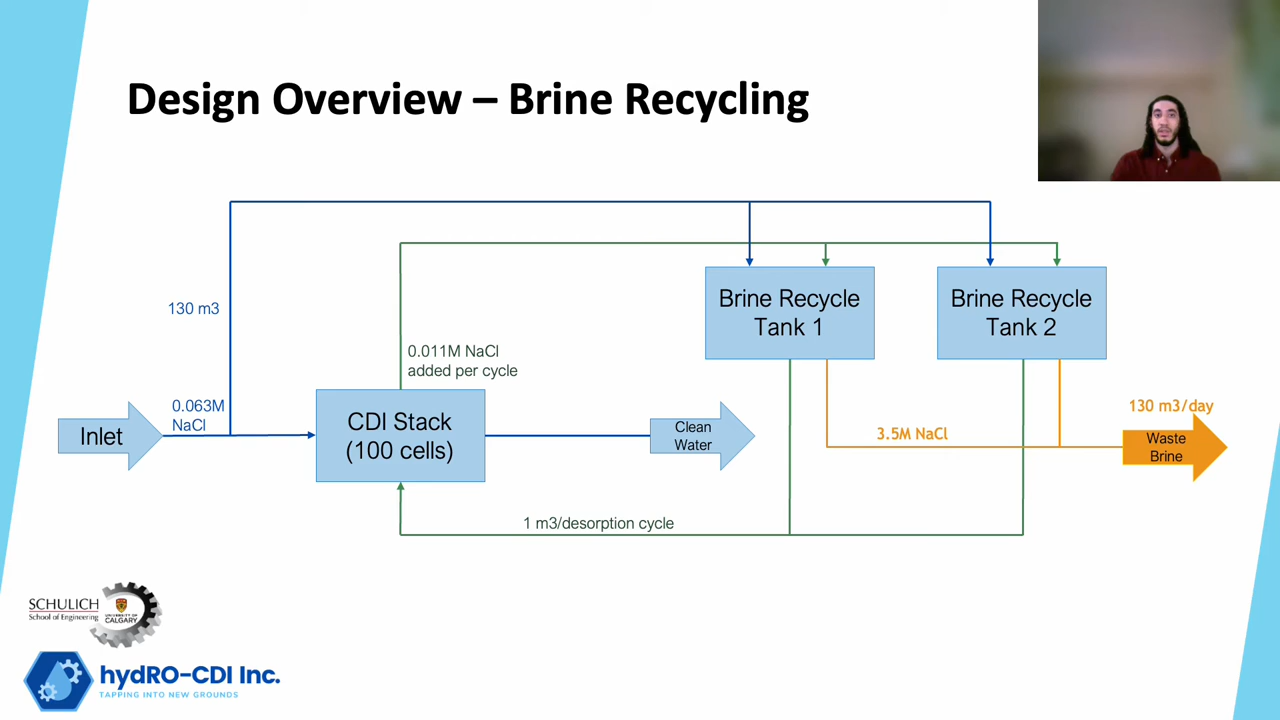 Design Overview – Brine Recycling
130 m3
0.011M NaCl
added per cycle
Brine Recycle
Tank 1
Brine Recycle
Tank 2
0.063M
NaCl
Inlet
CDI Stack
(100 cells)
Clean
Water
3.5M NaCl
130 m3/day
Waste
Brine
1 m3/desorption cycle
SCHULICH
School of Engineering
UNIVERSITY OF
CALGARY
hydRO-CDI Inc.
TAPPING INTO NEW GROUNDS